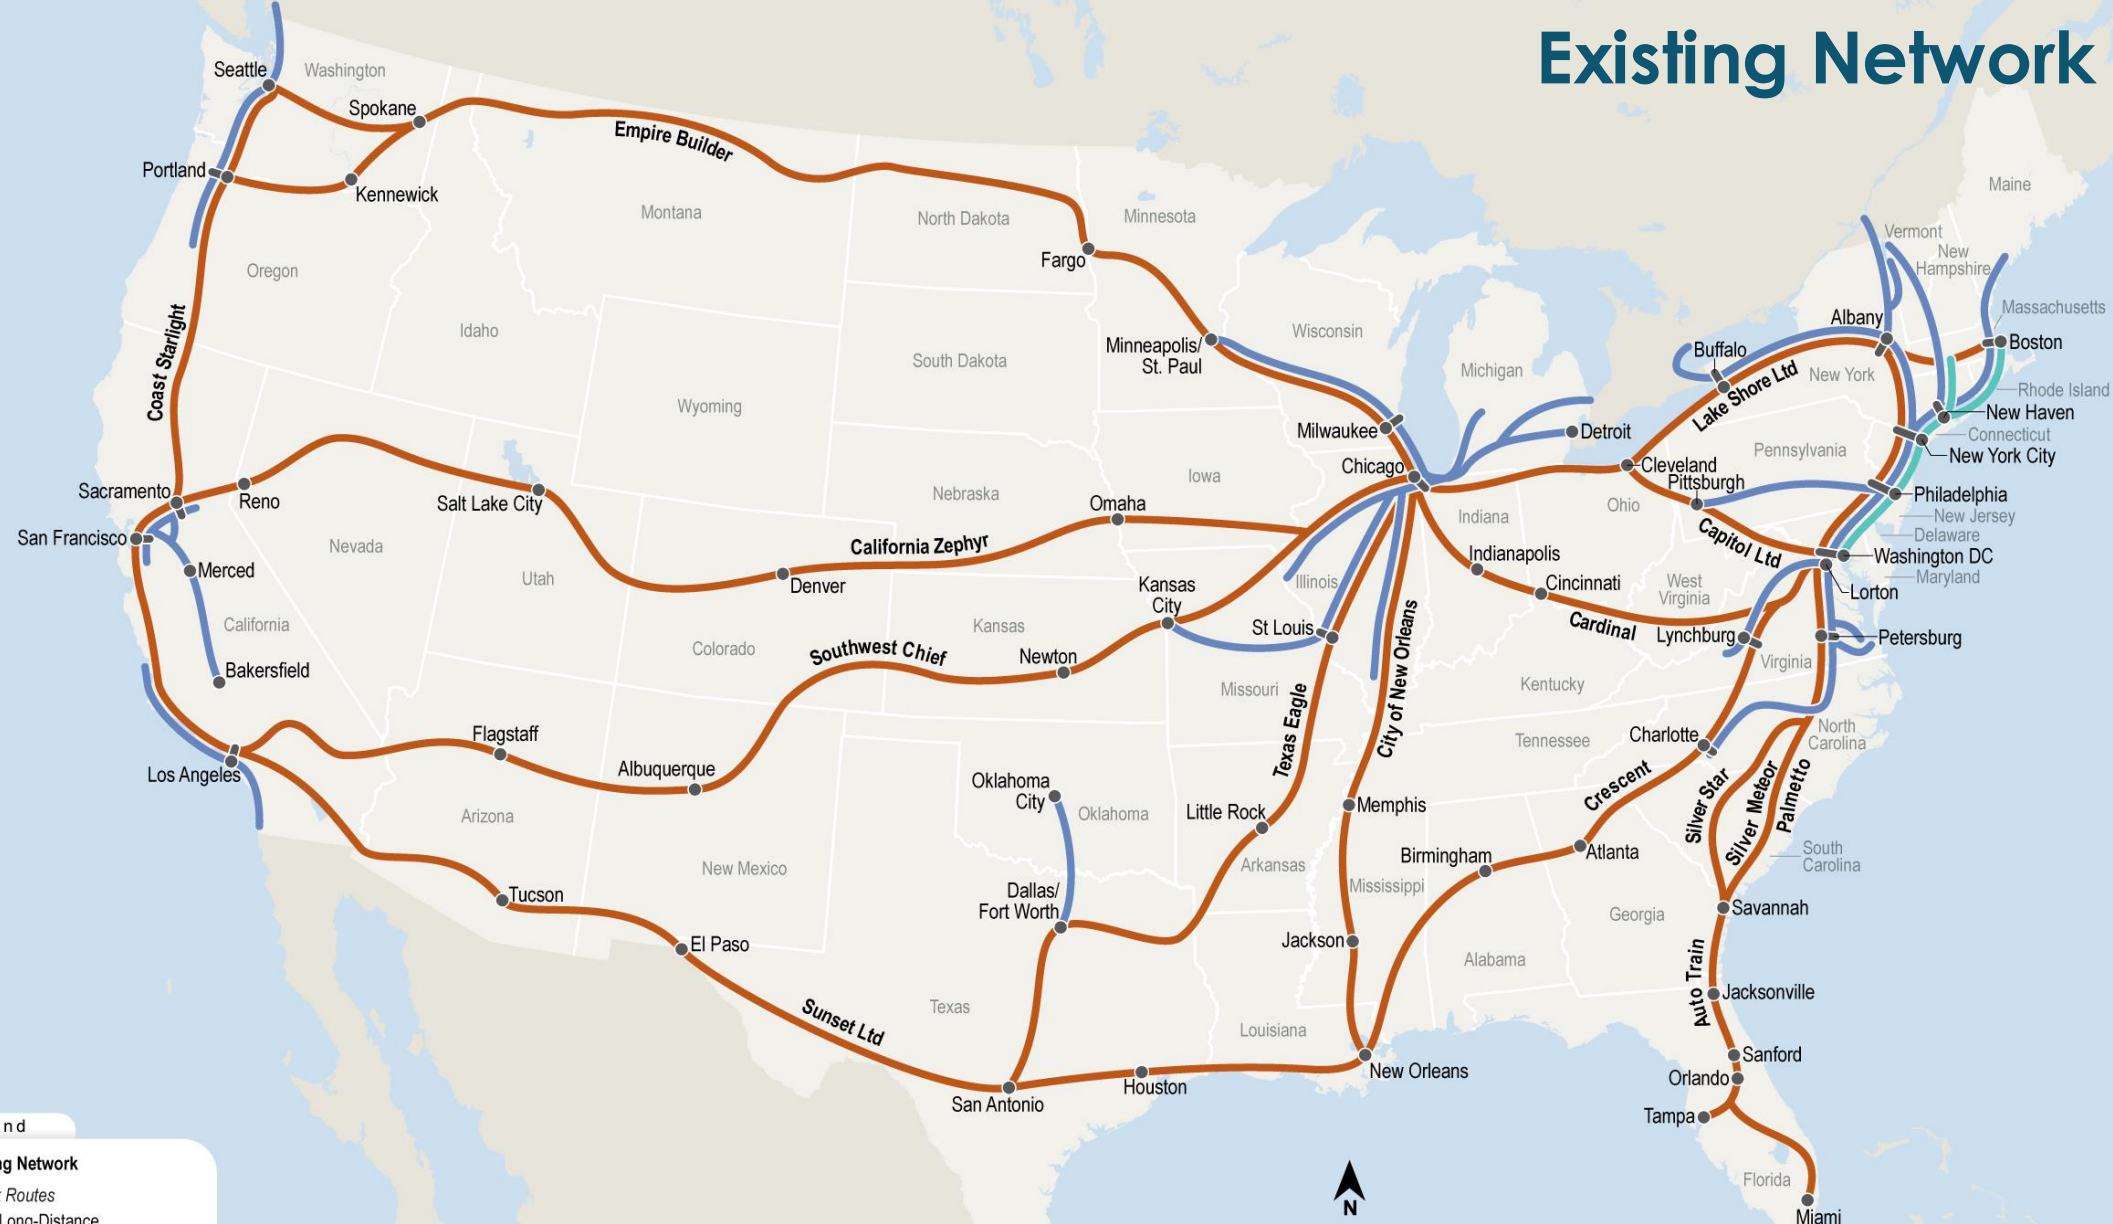 Existing Network
Seattle
Washington
Spokane
Portland
Kennewick
Empire Builder
Montana
North Dakota
Minnesota
Fargo
Oregon
Idaho
Coast Starlight
Wyoming
South Dakota
Minneapolis/
St. Paul
Wisconsin
Michigan
Milwaukee
Chicago
Detroit
Maine
Vermont
New
Hampshire
Massachusetts
Albany
Boston
Buffalo
New York
Lake Shore Ltd
Rhode Island
New Haven
Connecticut
New York City
Pennsylvania
Cleveland
Pittsburgh
Philadelphia
New Jersey
Delaware
Ohio
Capitol Ltd
Washington DC
Maryland
Lorton
West
Virginia
Sacramento
Reno
San Francisco
Nevada
Merced
California
Bakersfield
Salt Lake City
Utah
Denver
Colorado
California Zephyr
Nebraska
Omaha
Iowa
Indiana
Indianapolis
Cincinnati
Illinois
Kansas
City
Kansas
St Louis
Cardinal
Lynchburg
Petersburg
Virginia
Southwest Chief
Newton
Missouri
Kentucky
Texas Eagle
City of New Orleans
Tennessee
Charlotte
North
Carolina
Los Angeles
Flagstaff
Albuquerque
Arizona
New Mexico
Oklahoma
City
Oklahoma
Little Rock
Memphis
Arkansas
Mississippi
Crescent
Silver Star
Silver Meteor
Palmetto
South
Carolina
Birmingham
Atlanta
Tucson
El Paso
Dallas/
Fort Worth
Jackson
Georgia
Savannah
Alabama
Auto Train
Jacksonville
Texas
Sunset Ltd
Louisiana
New Orleans
Houston
San Antonio
Sanford
Orlando
Tampa
Florida
Miami
N
nd
ng Network
Routes
Long-Distance